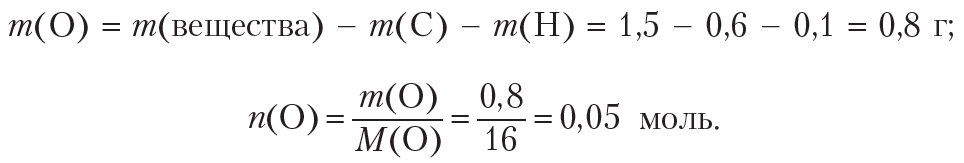 m(O) = m(вещества) − m(C) − m(H) = 1,5 − 0,6 − 0,1 = 0,8 г;
n(O) = m(O)/M(O) = 0,8/16 = 0,05 моль.